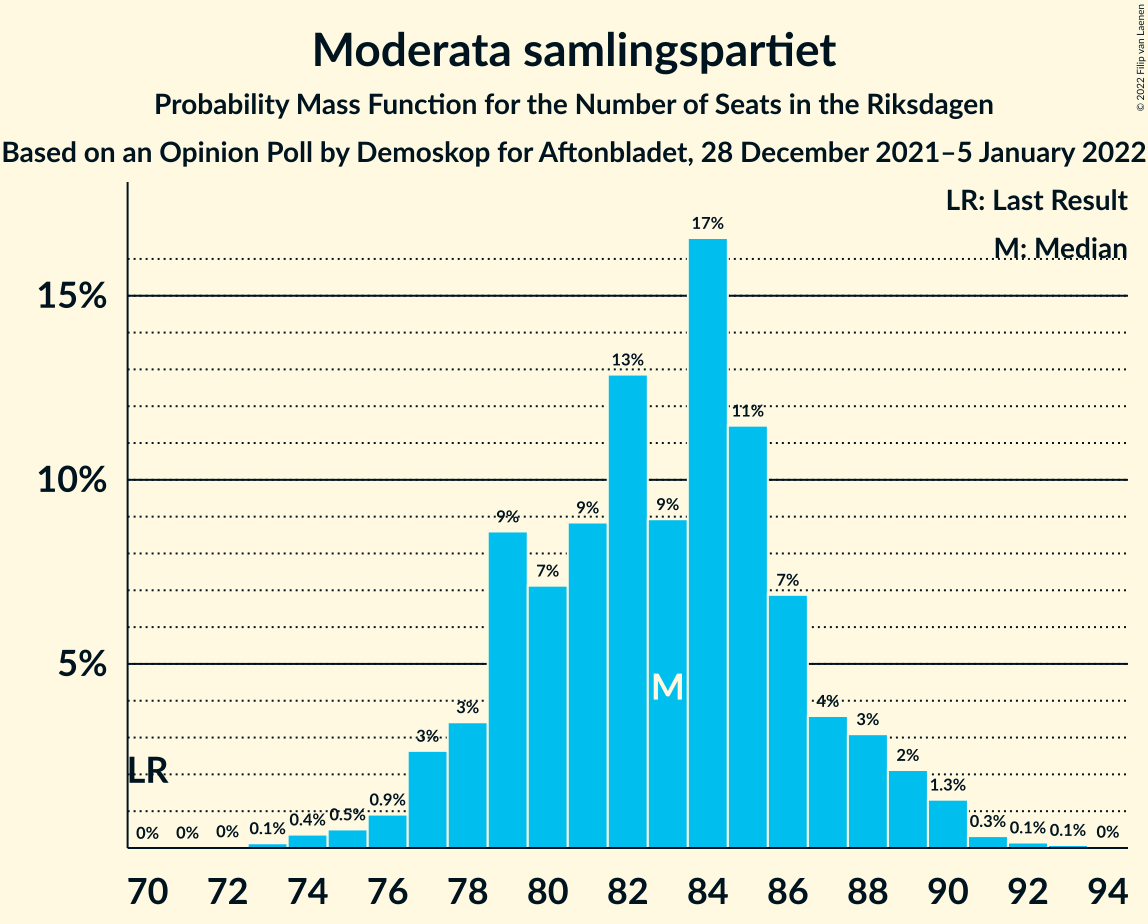 Moderata samlingspartiet
Probability Mass Function for the Number of Seats in the Riksdagen
Based on an Opinion Poll by Demoskop for Aftonbladet, 28 December 2021–5 January 2022
© 2022 Filip van Laenen
LR: Last Result
M: Median
15%
10%
5%
LR
M
0% 0% 0% 0.1% 0.4% 0.5% 0.9% 3% 3% 9% 7% 9% 13% 9% 17% 11% 7% 4% 3% 2% 1.3% 0.3% 0.1% 0.1% 0%
70 72 74 76 78 80 82 84 86 88 90 92 94